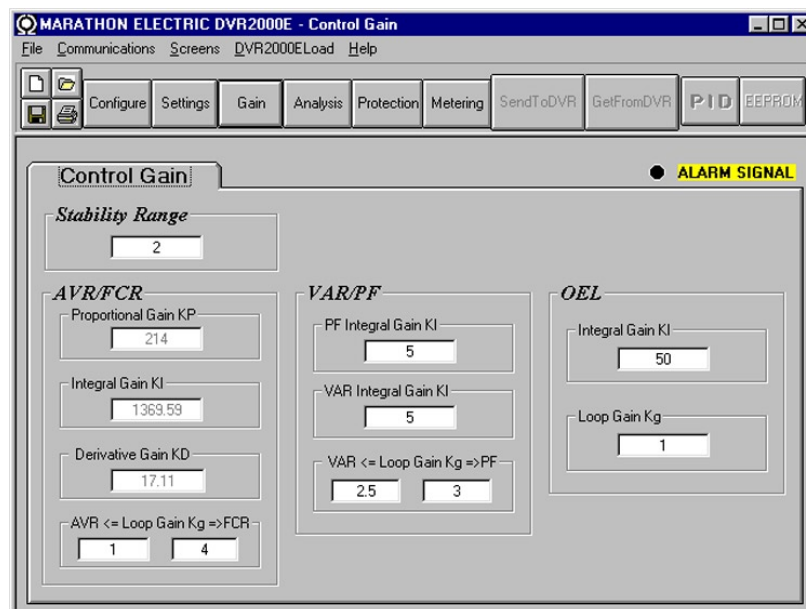 MARATHON ELECTRIC DVR2000E - Control Gain
File Communications Screens DVR2000ELoad Help
Configure Settings Gain Analysis Protection Metering SendToDVR GetFromDVR PID EEPROM
Control Gain
ALARM SIGNAL
Stability Range
2
AVR/FCR
Proportional Gain KP
214
Integral Gain KI
1369.59
Derivative Gain KD
17.11
AVR <= Loop Gain Kg =>FCR
1 4
VAR/PF
PF Integral Gain KI
5
VAR Integral Gain KI
5
VAR <= Loop Gain Kg =>PF
2.5 3
OEL
Integral Gain KI
50
Loop Gain Kg
1